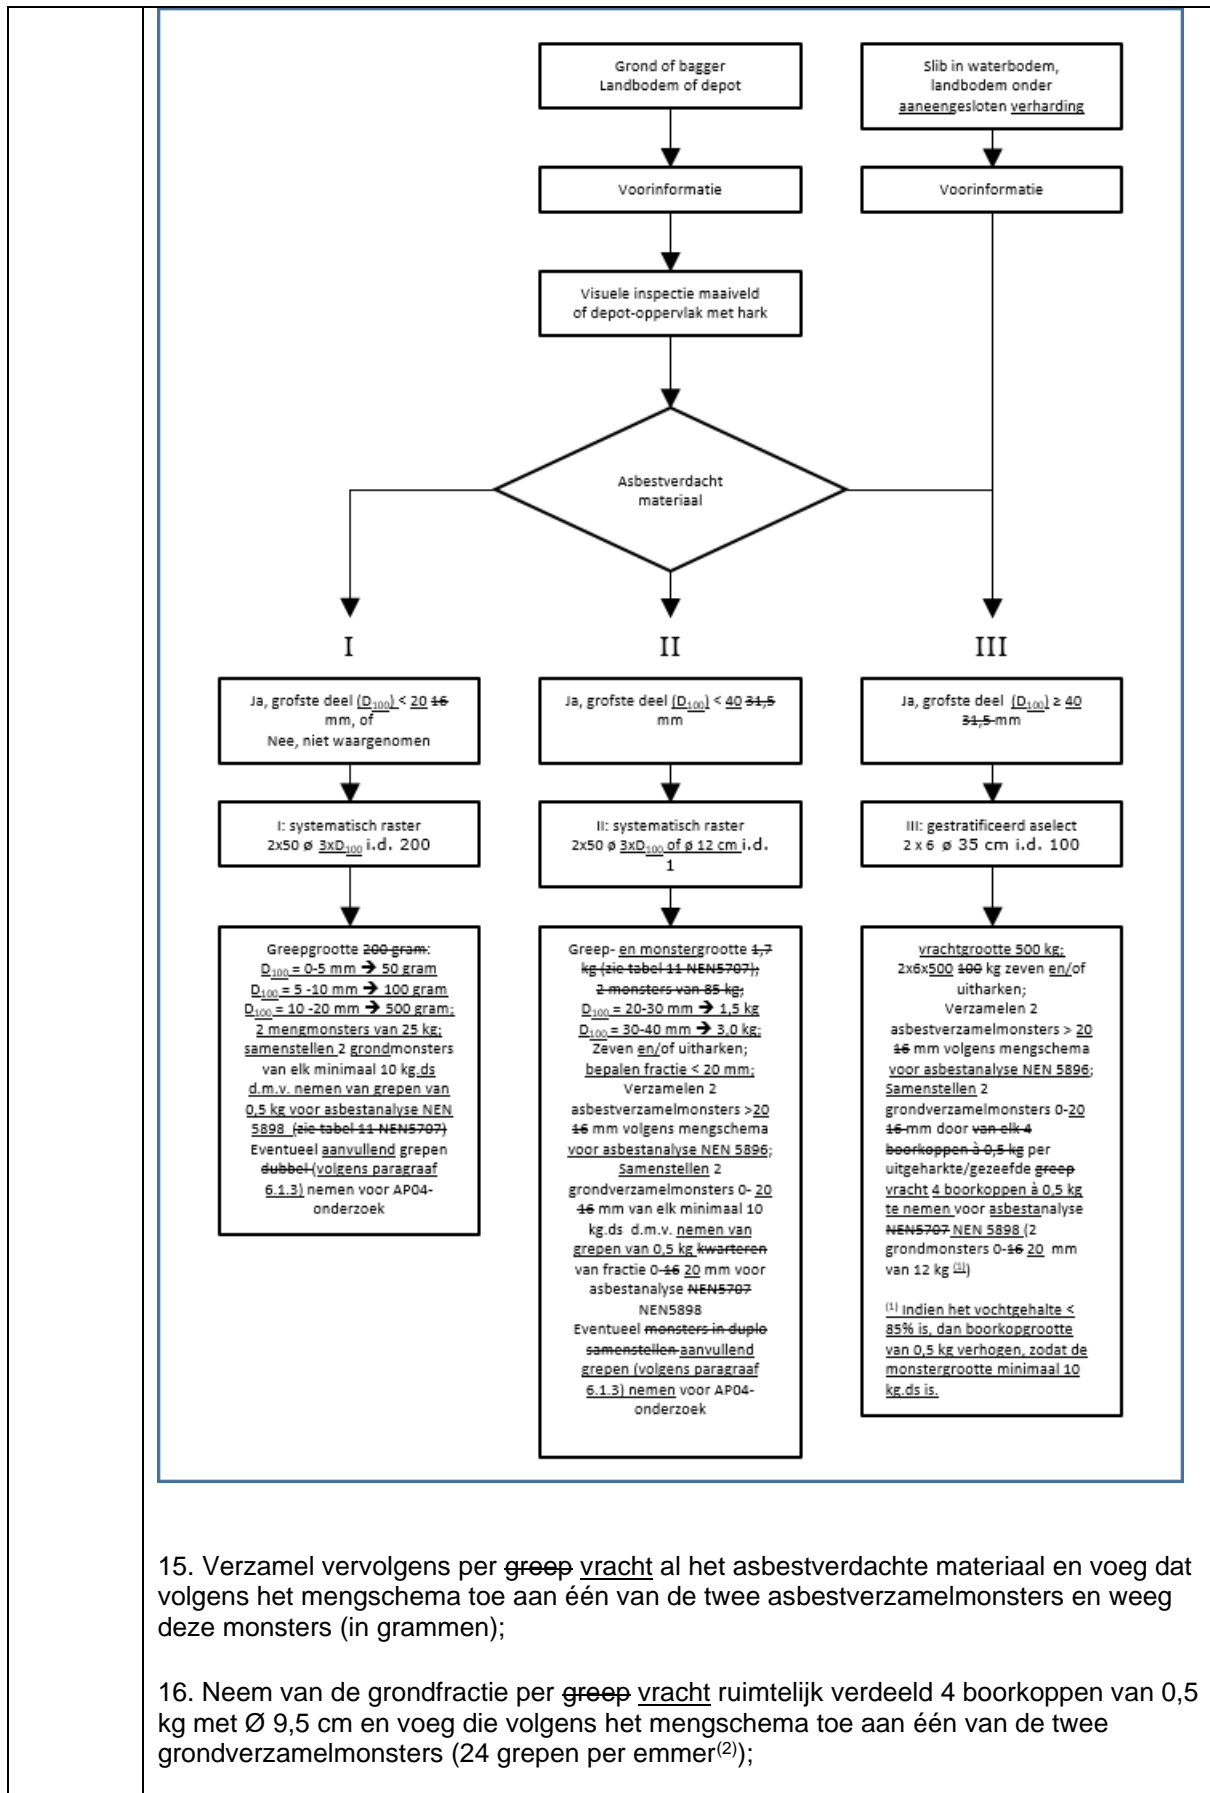 Grond of bagger
Landbodem of depot
Slib in waterbodem,
landbodem onder
aaneengesloten verharding
Voorinformatie
Voorinformatie
Visuele inspectie maaiveld
of depot-oppervlak met hark
Asbestverdacht
materiaal
I
II
III
Ja, grofste deel (D100) < 20 16
mm, of
Nee, niet waargenomen
Ja, grofste deel (D100) < 40 31,5
mm
Ja, grofste deel (D100) ≥ 40
31,5 mm
I: systematisch raster
2x50 ø 3xD100 i.d. 200
II: systematisch raster
2x50 ø 3xD100 of ø 12 cm i.d.
1
III: gestratificeerd aselect
2 x 6 ø 35 cm i.d. 100
Greepgrootte 200 gram:
D100 = 0-5 mm → 50 gram
D100 = 5 -10 mm → 100 gram
D100 = 10 -20 mm → 500 gram;
2 mengmonsters van 25 kg;
samenstellen 2 grondmonsters
van elk minimaal 10 kg.ds
d.m.v. nemen van grepen van
0,5 kg voor asbestanalyse NEN
5898 (zie tabel 11 NEN5707)
Eventueel aanvullend grepen
dubbel (volgens paragraaf
6.1.3) nemen voor AP04-
onderzoek
Greep- en monstergrootte 1,7
kg (zie tabel 11 NEN5707);
2 monsters van 85 kg;
D100 = 20-30 mm → 1,5 kg
D100 = 30-40 mm → 3,0 kg;
Zeven en/of uitharken;
bepalen fractie < 20 mm;
Verzamelen 2
asbestverzamelmonsters >20
16 mm volgens mengschema
voor asbestanalyse NEN 5896;
Samenstellen 2
grondverzamelmonsters 0- 20
16 mm van elk minimaal 10
kg.ds d.m.v. nemen van
grepen van 0,5 kg kwarteren
van fractie 0-16 20 mm voor
asbestanalyse NEN5707
NEN5898
Eventueel monsters in duplo
samenstellen aanvullend
grepen (volgens paragraaf
6.1.3) nemen voor AP04-
onderzoek
vrachtgrootte 500 kg;
2x6x500 100 kg zeven en/of
uitharken;
Verzamelen 2
asbestverzamelmonsters > 20
16 mm volgens mengschema
voor asbestanalyse NEN 5896;
Samenstellen 2
grondverzamelmonsters 0-20
16 mm door van elk 4
boorkoppen à 0,5 kg per
uitgeharkte/gezeefde greep
vracht 4 boorkoppen à 0,5 kg
te nemen voor asbestanalyse
NEN5707 NEN 5898 (2
grondmonsters 0-16 20 mm
van 12 kg (1))
(1) Indien het vochtgehalte <
85% is, dan boorkopgrootte
van 0,5 kg verhogen, zodat de
monstergrootte minimaal 10
kg.ds is.
15. Verzamel vervolgens per greep vracht al het asbestverdachte materiaal en voeg dat
volgens het mengschema toe aan één van de twee asbestverzamelmonsters en weeg
deze monsters (in grammen);
16. Neem van de grondfractie per greep vracht ruimtelijk verdeeld 4 boorkoppen van 0,5
kg met Ø 9,5 cm en voeg die volgens het mengschema toe aan één van de twee
grondverzamelmonsters (24 grepen per emmer(2));